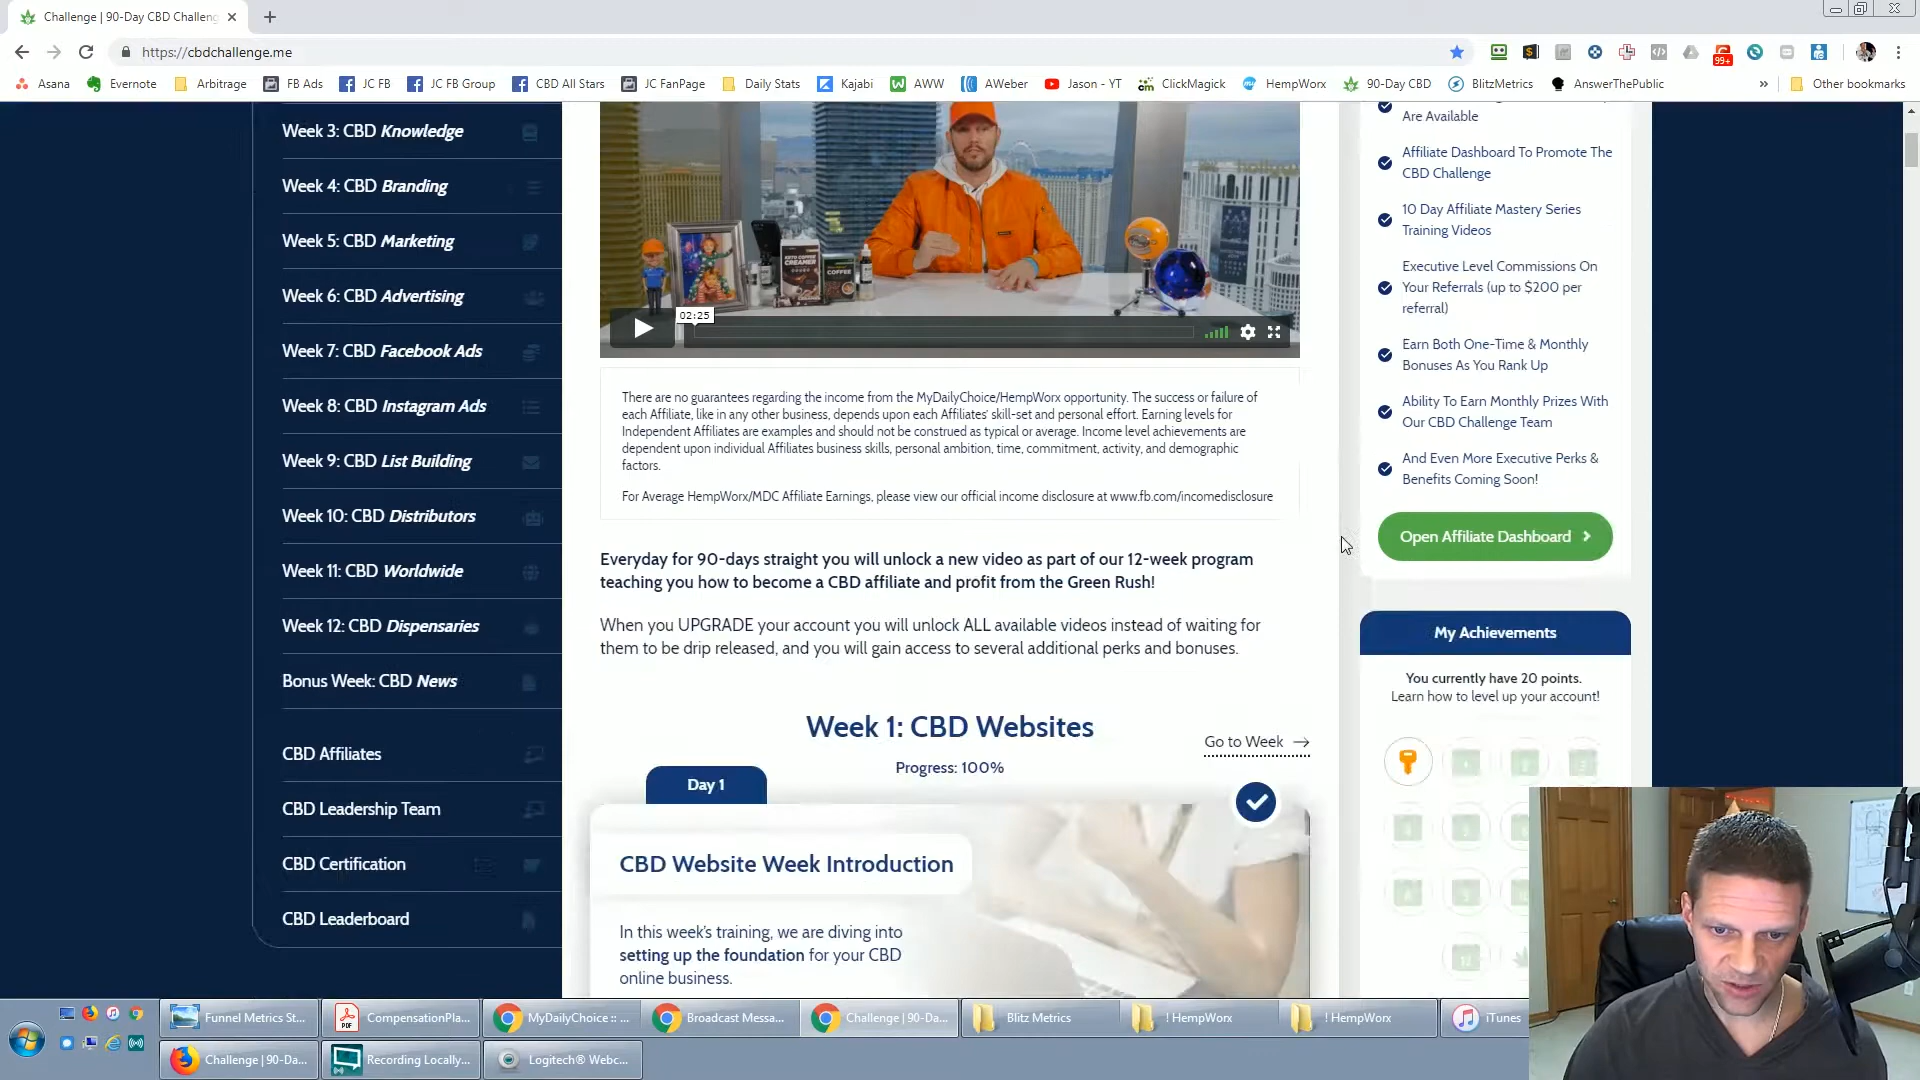 Challenge | 90-Day CBD Challeng
https://cbdchallenge.me
99+
Asana
Evernote
Arbitrage
FB Ads
JC FB
JC FB Group
CBD All Stars
JC FanPage
Daily Stats
Kajabi
AWW
AWeber
Jason - YT
ClickMagick
HempWorx
90-Day CBD
BlitzMetrics
AnswerThePublic
»
Other bookmarks
Week 3: CBD Knowledge
Week 4: CBD Branding
Week 5: CBD Marketing
Week 6: CBD Advertising
Week 7: CBD Facebook Ads
Week 8: CBD Instagram Ads
Week 9: CBD List Building
Week 10: CBD Distributors
Week 11: CBD Worldwide
Week 12: CBD Dispensaries
Bonus Week: CBD News
CBD Affiliates
CBD Leadership Team
CBD Certification
CBD Leaderboard
KETO COFFEE
CREAMER
COFFEE
02:25
There are no guarantees regarding the income from the MyDailyChoice/HempWorx opportunity. The success or failure of
each Affiliate, like in any other business, depends upon each Affiliates' skill-set and personal effort. Earning levels for
Independent Affiliates are examples and should not be construed as typical or average. Income level achievements are
dependent upon individual Affiliates business skills, personal ambition, time, commitment, activity, and demographic
factors.
For Average HempWorx/MDC Affiliate Earnings, please view our official income disclosure at www.fb.com/incomedisclosure
Everyday for 90-days straight you will unlock a new video as part of our 12-week program
teaching you how to become a CBD affiliate and profit from the Green Rush!
When you UPGRADE your account you will unlock ALL available videos instead of waiting for
them to be drip released, and you will gain access to several additional perks and bonuses.
Week 1: CBD Websites
Go to Week
Progress: 100%
Day 1
CBD Website Week Introduction
In this week's training, we are diving into
setting up the foundation for your CBD
online business.
Are Available
Affiliate Dashboard To Promote The
CBD Challenge
10 Day Affiliate Mastery Series
Training Videos
Executive Level Commissions On
Your Referrals (up to $200 per
referral)
Earn Both One-Time & Monthly
Bonuses As You Rank Up
Ability To Earn Monthly Prizes With
Our CBD Challenge Team
And Even More Executive Perks &
Benefits Coming Soon!
Open Affiliate Dashboard
My Achievements
You currently have 20 points.
Learn how to level up your account!
Funnel Metrics St...
CompensationPla...
MyDailyChoice :: ...
Broadcast Messa...
Challenge | 90-Da...
Blitz Metrics
! HempWorx
! HempWorx
iTunes
Challenge | 90-Da...
Recording Locally...
Logitech® Webc...